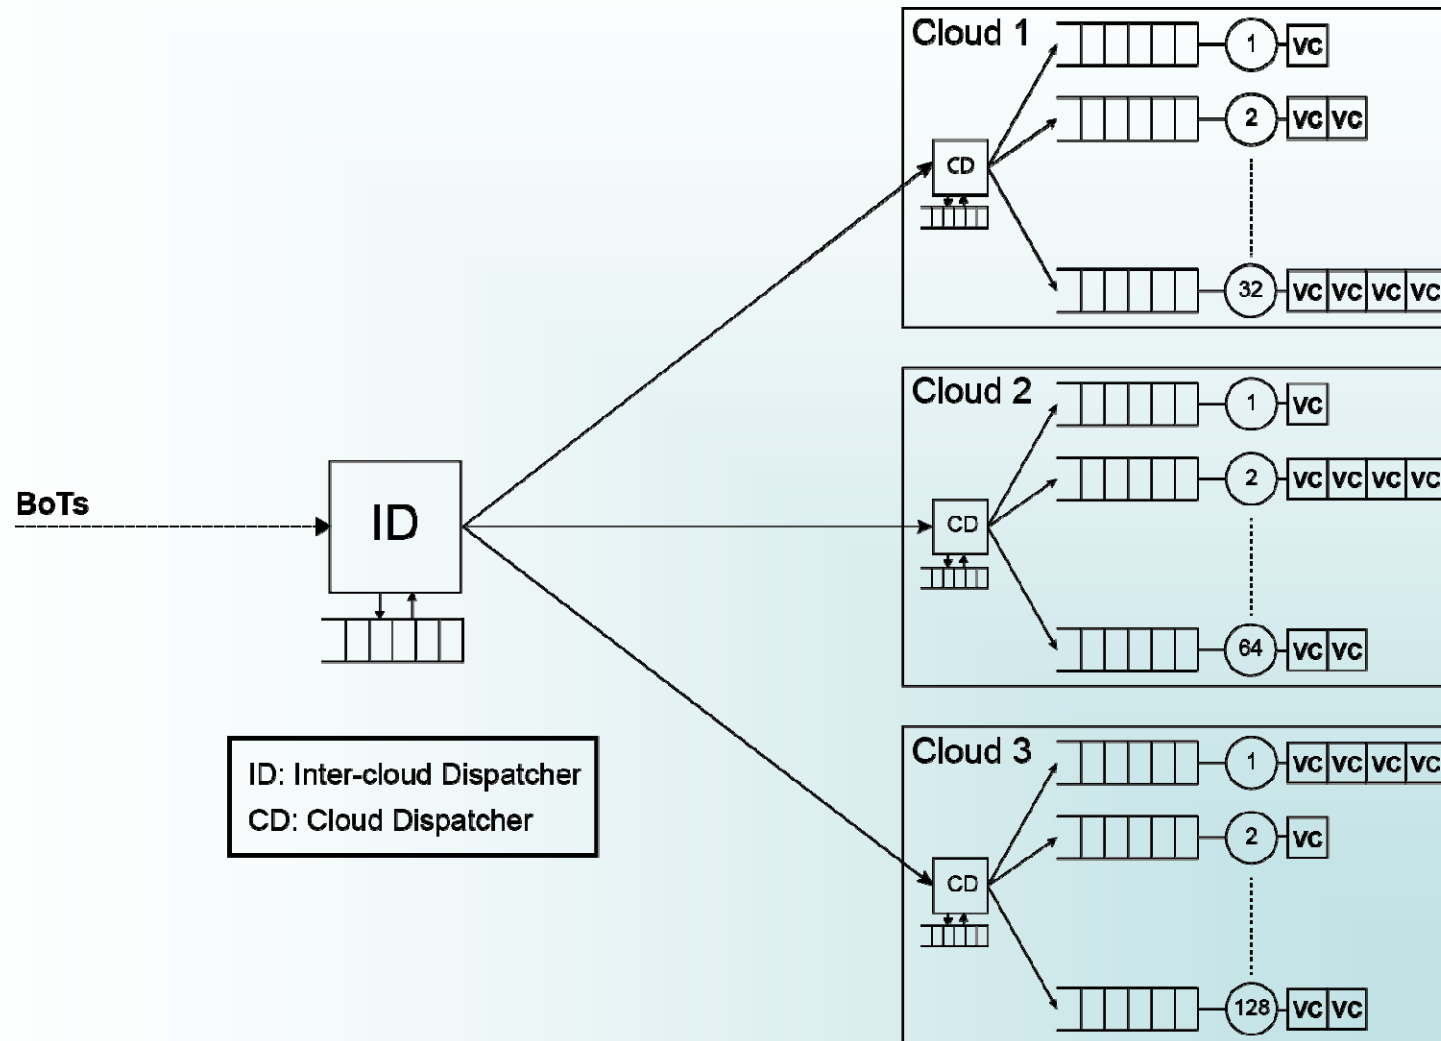 Cloud 1
1
VC
2
VC VC
CD
32
VC VC VC VC
Cloud 2
1
VC
2
VC VC VC VC
CD
64
VC VC
BoTs
ID
ID: Inter-cloud Dispatcher
CD: Cloud Dispatcher
Cloud 3
1
VC VC VC VC
2
VC
CD
128
VC VC